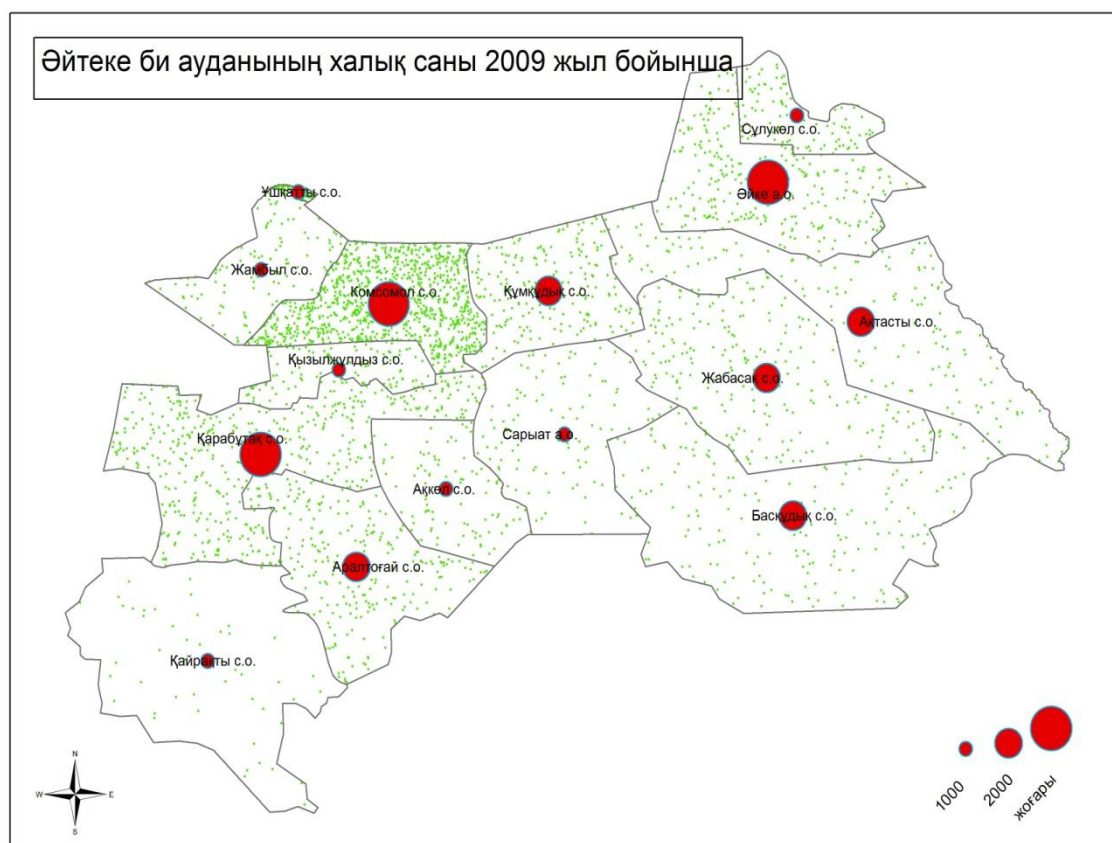 Әйтеке би ауданының халық саны 2009 жыл бойынша
Сұлукөл с.о.
Әйке а.о.
Ұшқатты с.о.
Жамбыл с.о.
Комсомол с.о.
Құмқұдық с.о.
Ақтасты с.о.
Қызылжұлдыз с.о.
Жабасақ с.о.
Қарабұтақ с.о.
Сарыат а.о.
Ақкөл с.о.
Басқұдық с.о.
Аралтоғай с.о.
Қайрақты с.о.
1000
2000
жоғары
N
W
E
S